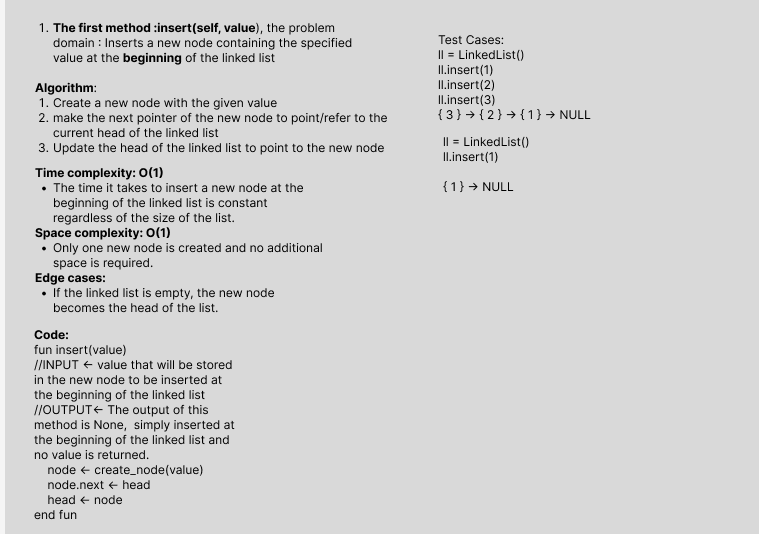 1. The first method :insert(self, value), the problem
domain : Inserts a new node containing the specified
value at the beginning of the linked list
Algorithm:
1. Create a new node with the given value
2. make the next pointer of the new node to point/refer to the
current head of the linked list
3. Update the head of the linked list to point to the new node
Time complexity: O(1)
• The time it takes to insert a new node at the
beginning of the linked list is constant
regardless of the size of the list.
Space complexity: O(1)
• Only one new node is created and no additional
space is required.
Edge cases:
• If the linked list is empty, the new node
becomes the head of the list.
Code:
fun insert(value)
//INPUT ← value that will be stored
in the new node to be inserted at
the beginning of the linked list
//OUTPUT← The output of this
method is None,  simply inserted at
the beginning of the linked list and
no value is returned.
node ← create_node(value)
node.next ← head
head ← node
end fun
Test Cases:
ll = LinkedList()
ll.insert(1)
ll.insert(2)
ll.insert(3)
{ 3 } → { 2 } → { 1 } → NULL
ll = LinkedList()
ll.insert(1)
{ 1 } → NULL